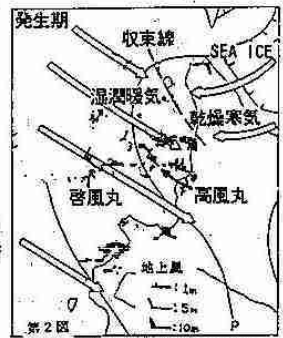 発生期
収束線
SEA ICE
湿潤暖気
乾燥寒気
啓風丸
高風丸
地上風
:1m
:5m
:10m
P
第2図